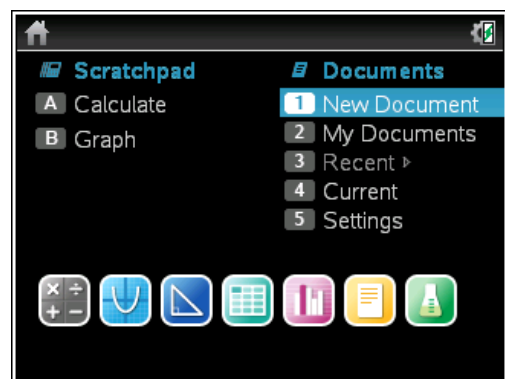 Scratchpad
A Calculate
B Graph
Documents
1 New Document
2 My Documents
3 Recent ▹
4 Current
5 Settings